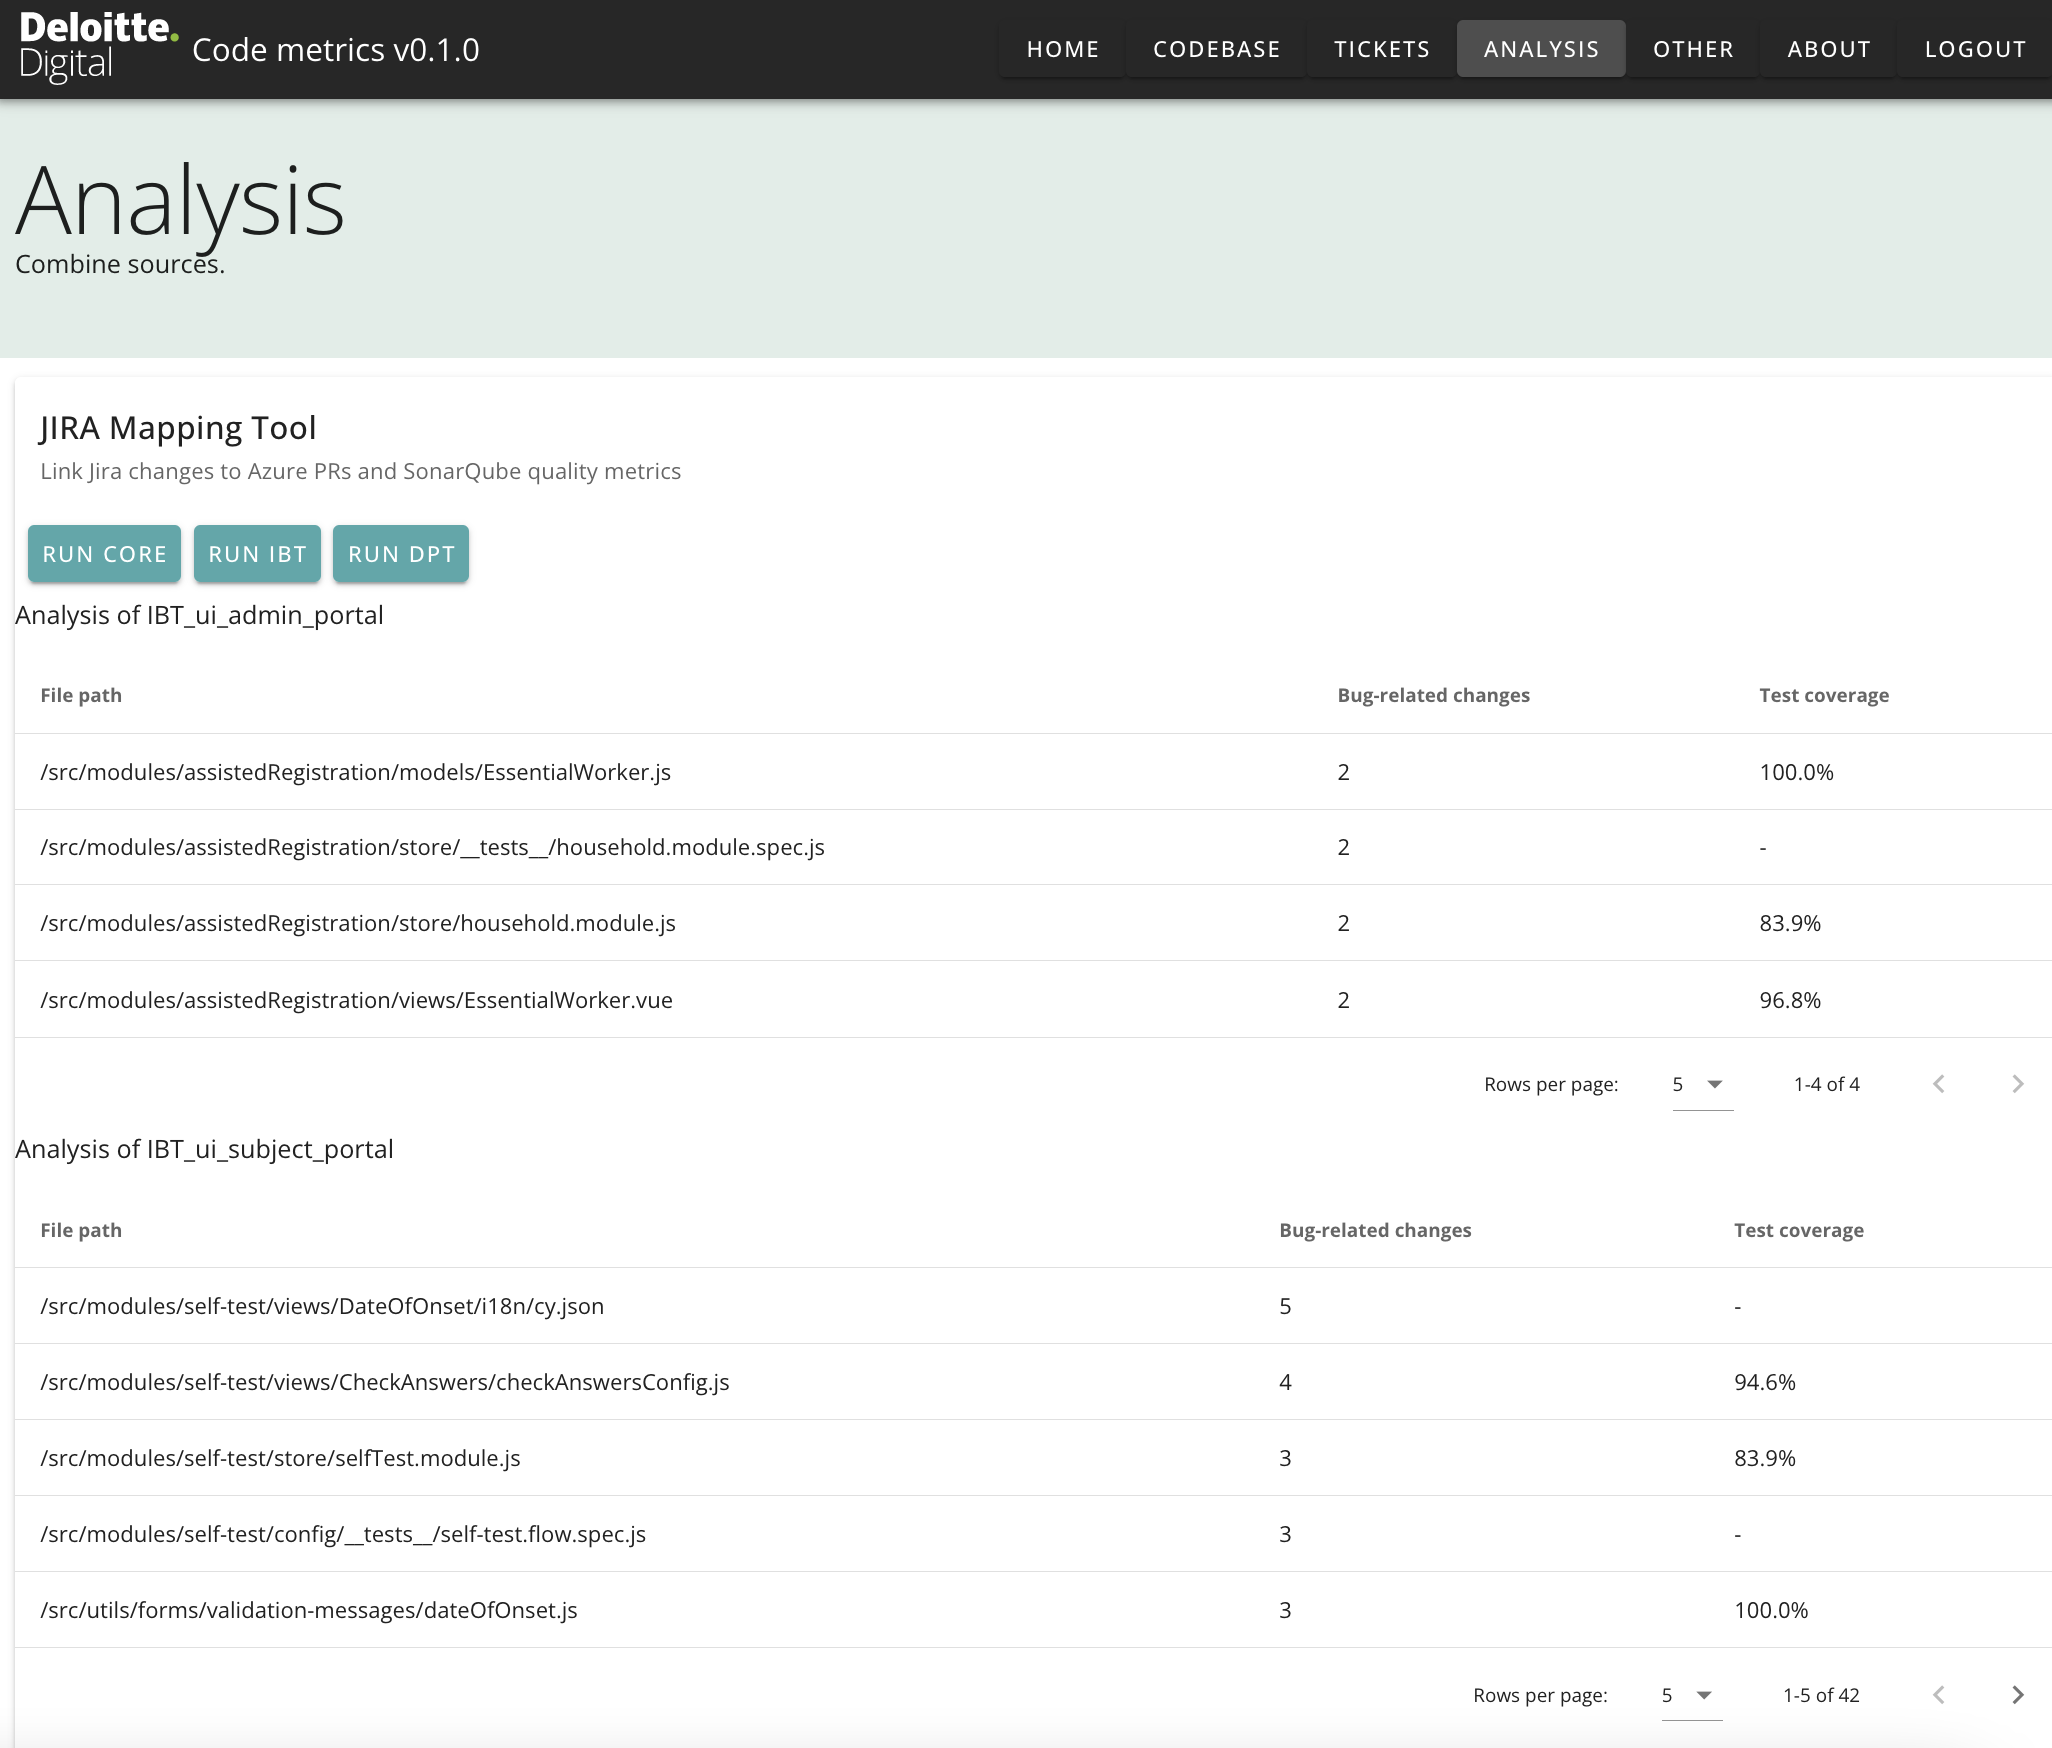 Deloitte.
Digital
Code metrics v0.1.0
HOME CODEBASE TICKETS ANALYSIS OTHER ABOUT LOGOUT
Analysis
Combine sources.
JIRA Mapping Tool
Link Jira changes to Azure PRs and SonarQube quality metrics
RUN CORE RUN IBT RUN DPT
Analysis of IBT_ui_admin_portal
File path Bug-related changes Test coverage
/src/modules/assistedRegistration/models/EssentialWorker.js 2 100.0%
/src/modules/assistedRegistration/store/__tests__/household.module.spec.js 2 -
/src/modules/assistedRegistration/store/household.module.js 2 83.9%
/src/modules/assistedRegistration/views/EssentialWorker.vue 2 96.8%
Rows per page: 5 1-4 of 4
Analysis of IBT_ui_subject_portal
File path Bug-related changes Test coverage
/src/modules/self-test/views/DateOfOnset/i18n/cy.json 5 -
/src/modules/self-test/views/CheckAnswers/checkAnswersConfig.js 4 94.6%
/src/modules/self-test/store/selfTest.module.js 3 83.9%
/src/modules/self-test/config/__tests__/self-test.flow.spec.js 3 -
/src/utils/forms/validation-messages/dateOfOnset.js 3 100.0%
Rows per page: 5 1-5 of 42